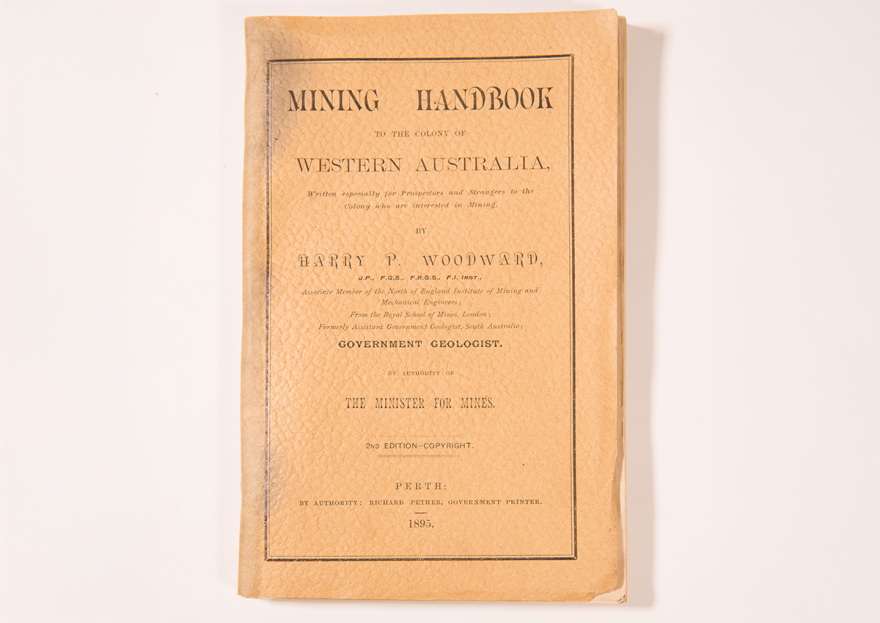 MINING HANDBOOK
TO THE COLONY OF
WESTERN AUSTRALIA,
Written especially for Prospectors and Strangers to the
Colony who are interested in Mining.
BY
HARRY P. WOODWARD,
J.P., F.G.S., F.R.G.S., F.I. INST.,
Associate Member of the North of England Institute of Mining and
Mechanical Engineers;
From the Royal School of Mines, London;
Formerly Assistant Government Geologist, South Australia;
GOVERNMENT GEOLOGIST.
BY AUTHORITY OF
THE MINISTER FOR MINES.
2ND EDITION—COPYRIGHT.
PERTH:
BY AUTHORITY: RICHARD PETHER, GOVERNMENT PRINTER.
1895.